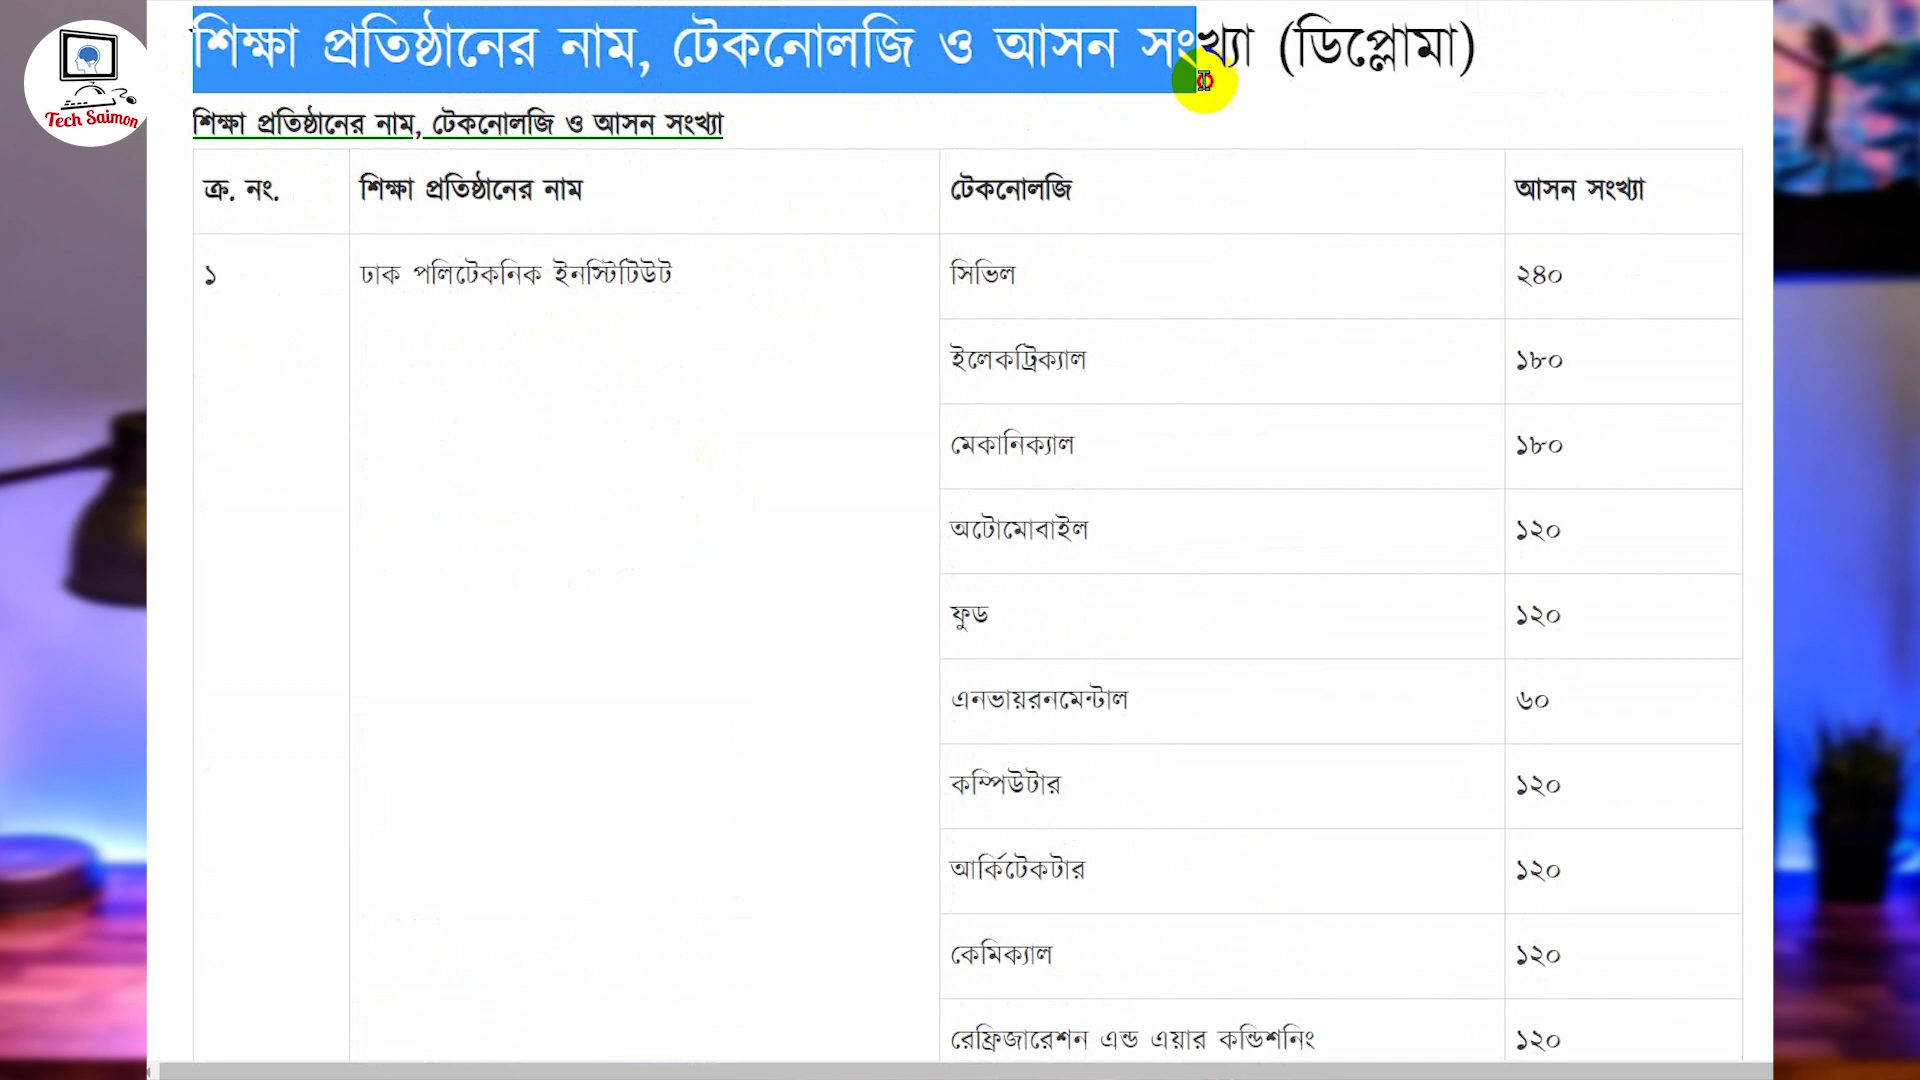 শিক্ষা প্রতিষ্ঠানের নাম, টেকনোলজি ও আসন সংখ্যা (ডিপ্লোমা)
Tech Saimon
শিক্ষা প্রতিষ্ঠানের নাম, টেকনোলজি ও আসন সংখ্যা
ক্র. নং. শিক্ষা প্রতিষ্ঠানের নাম টেকনোলজি আসন সংখ্যা
১ ঢাক পলিটেকনিক ইনস্টিটিউট সিভিল ২৪০
ইলেকট্রিক্যাল ১৮০
মেকানিক্যাল ১৮০
অটোমোবাইল ১২০
ফুড ১২০
এনভায়রনমেন্টাল ৬০
কম্পিউটার ১২০
আর্কিটেকটার ১২০
কেমিক্যাল ১২০
রেফ্রিজারেশন এন্ড এয়ার কন্ডিশনিং ১২০